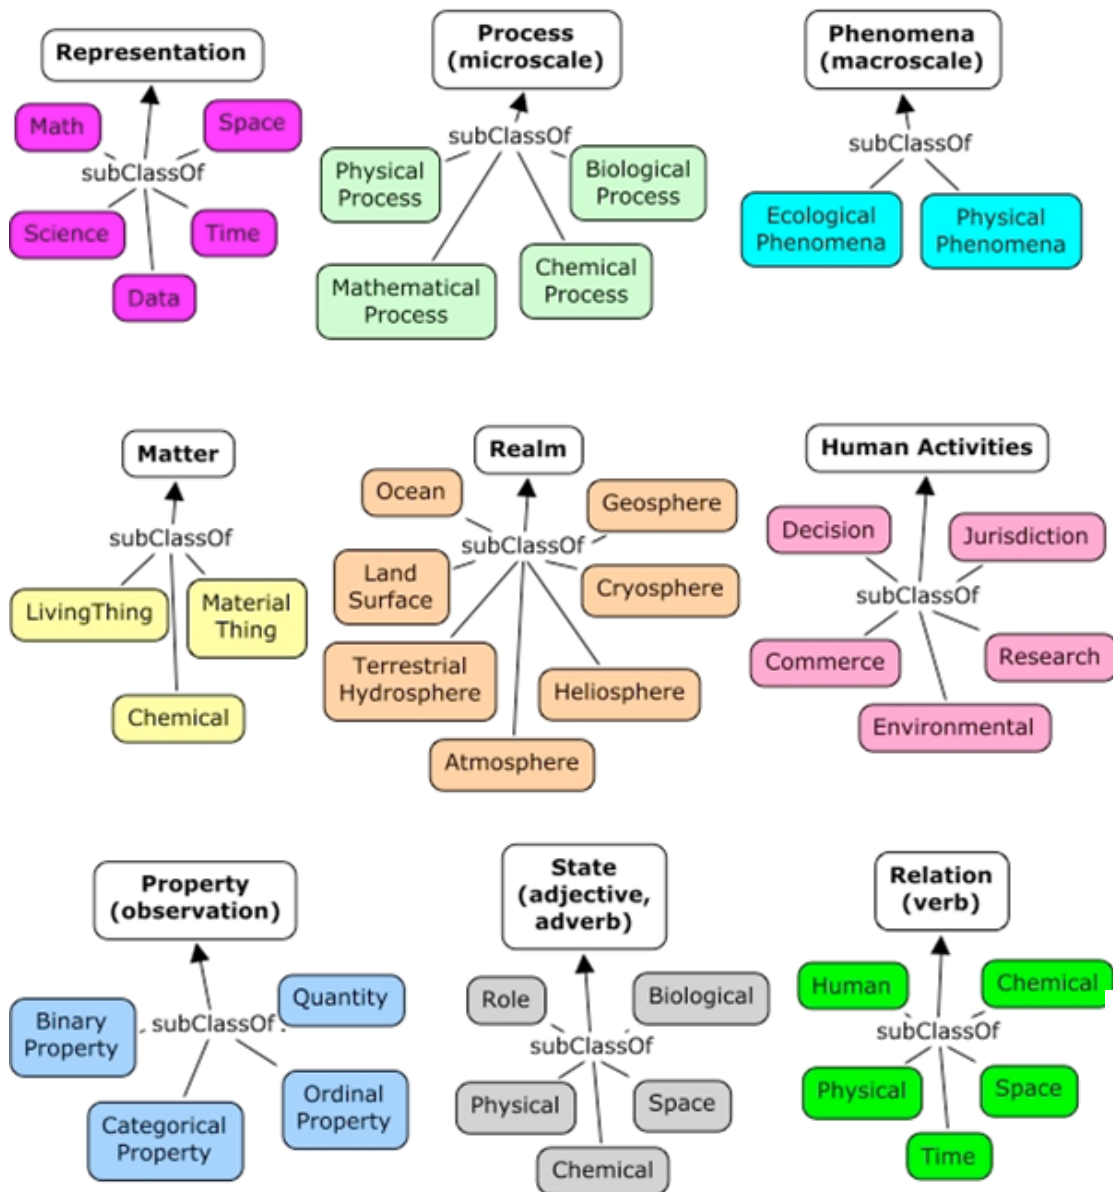 Representation
Math
Space
subClassOf
Science
Time
Data
Process
(microscale)
subClassOf
Physical
Process
Biological
Process
Mathematical
Process
Chemical
Process
Phenomena
(macroscale)
subClassOf
Ecological
Phenomena
Physical
Phenomena
Matter
subClassOf
LivingThing
Material
Thing
Chemical
Realm
Ocean
Geosphere
subClassOf
Land
Surface
Cryosphere
Terrestrial
Hydrosphere
Heliosphere
Atmosphere
Human Activities
Decision
Jurisdiction
subClassOf
Commerce
Research
Environmental
Property
(observation)
Quantity
Binary
Property
subClassOf
Categorical
Property
Ordinal
Property
State
(adjective,
adverb)
Role
Biological
subClassOf
Physical
Space
Chemical
Relation
(verb)
Human
Chemical
subClassOf
Physical
Space
Time